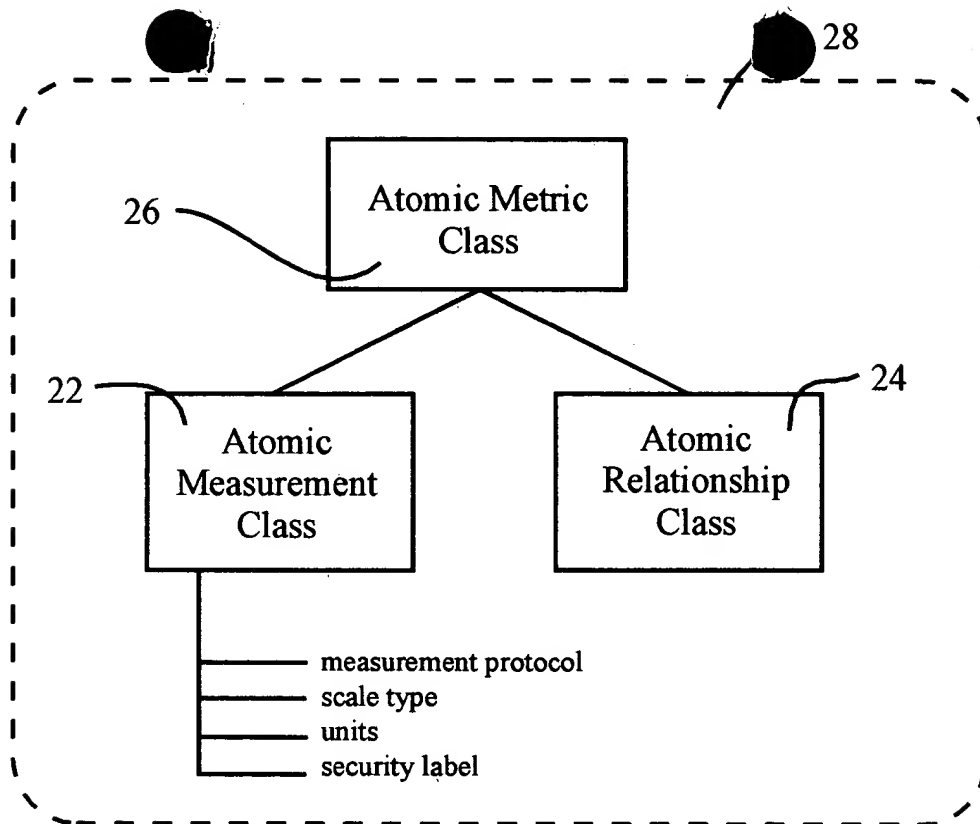 28
Atomic Metric
Class
26
22
24
Atomic
Measurement
Class
Atomic
Relationship
Class
measurement protocol
scale type
units
security label